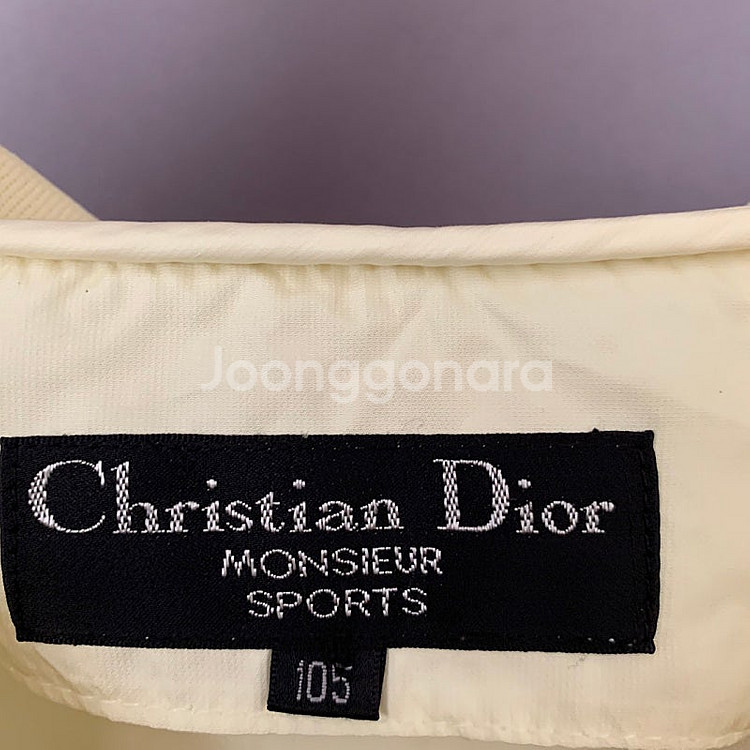 Joonggonara
Christian Dior
MONSIEUR
SPORTS
105